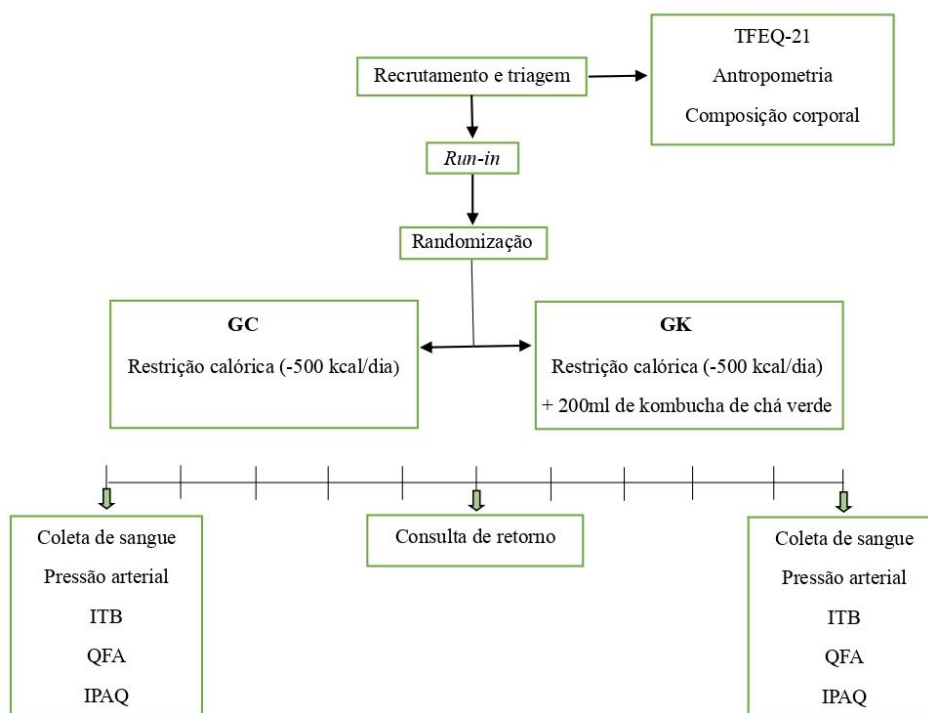 TFEQ-21
Recrutamento e triagem
Antropometria
Composição corporal
Run-in
Randomização
GC
Restrição calórica (-500 kcal/dia)
GK
Restrição calórica (-500 kcal/dia)
+ 200ml de kombucha de chá verde
Coleta de sangue
Pressão arterial
ITB
QFA
IPAQ
Consulta de retorno
Coleta de sangue
Pressão arterial
ITB
QFA
IPAQ